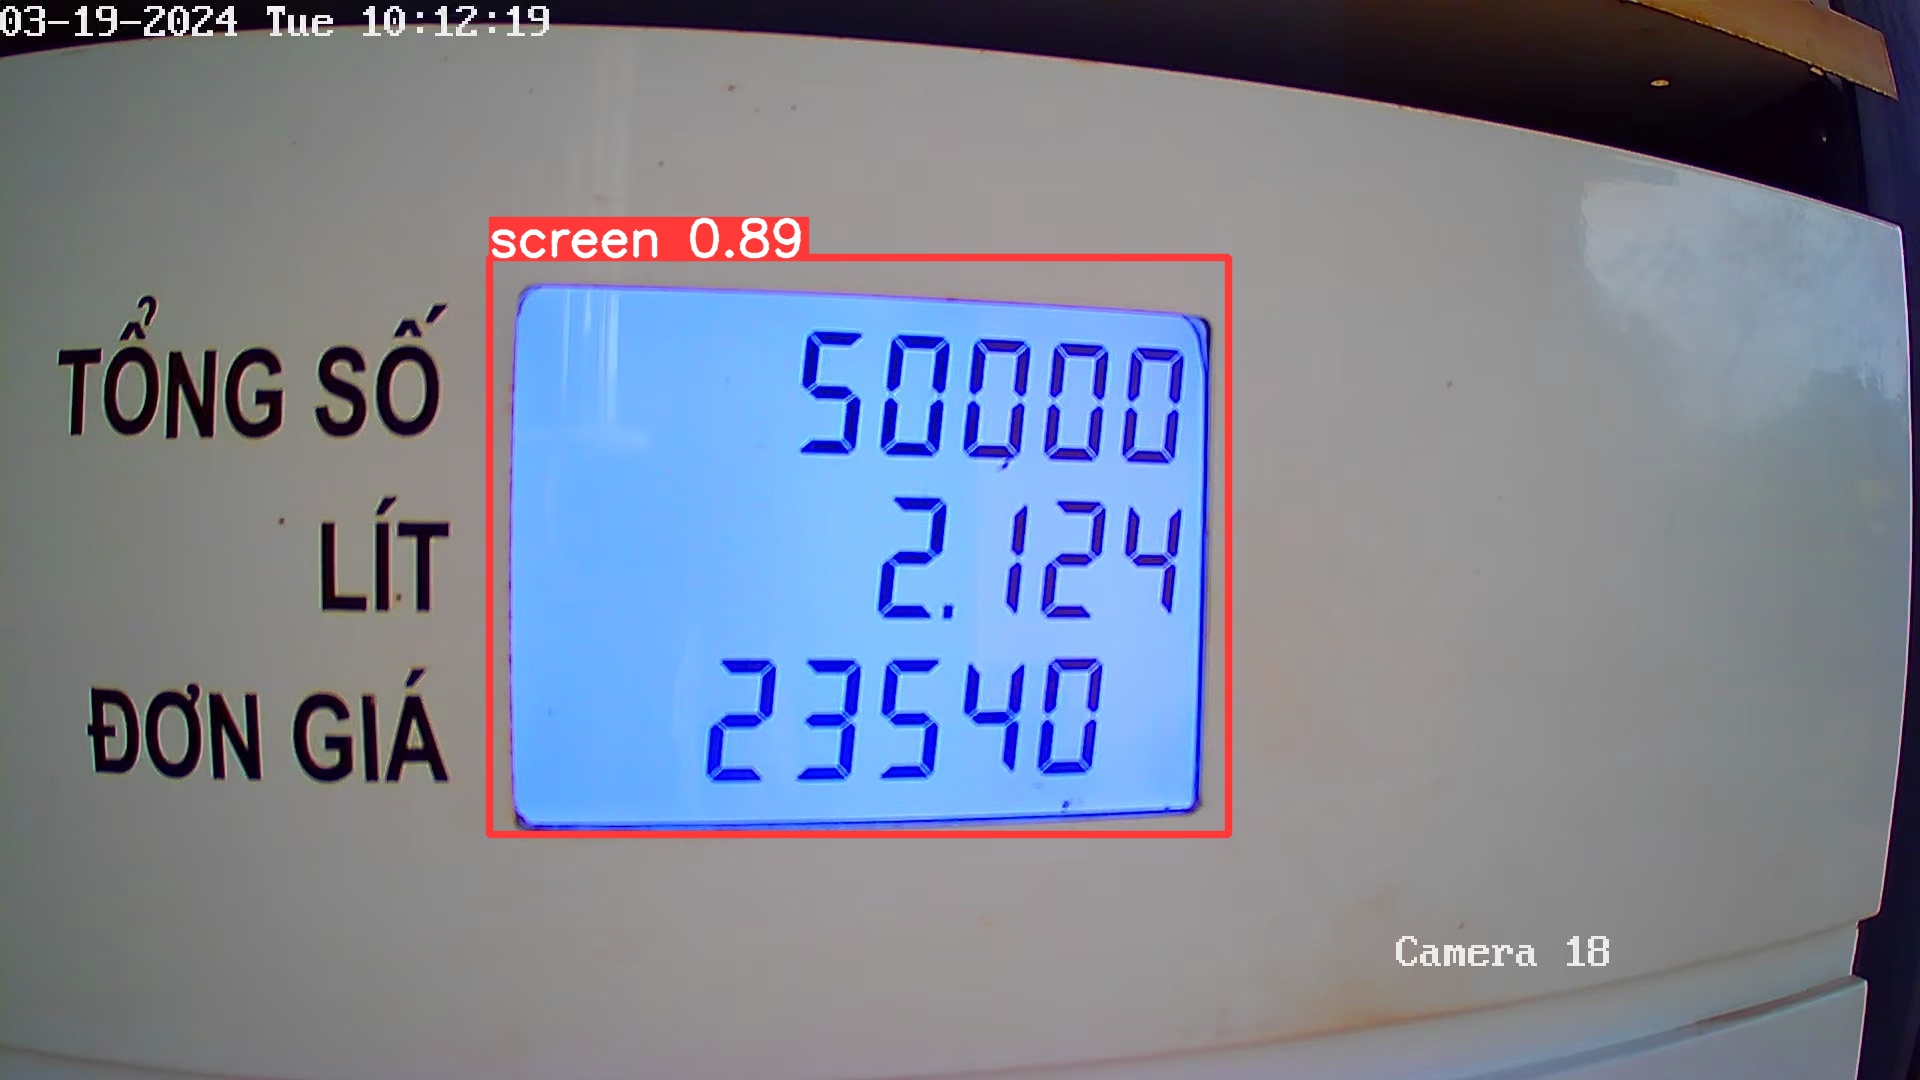 03-19-2024 Tue 10:12:19
screen 0.89
TỔNG SỐ 50000
LÍT 2.124
ĐƠN GIÁ 23540
Camera 18